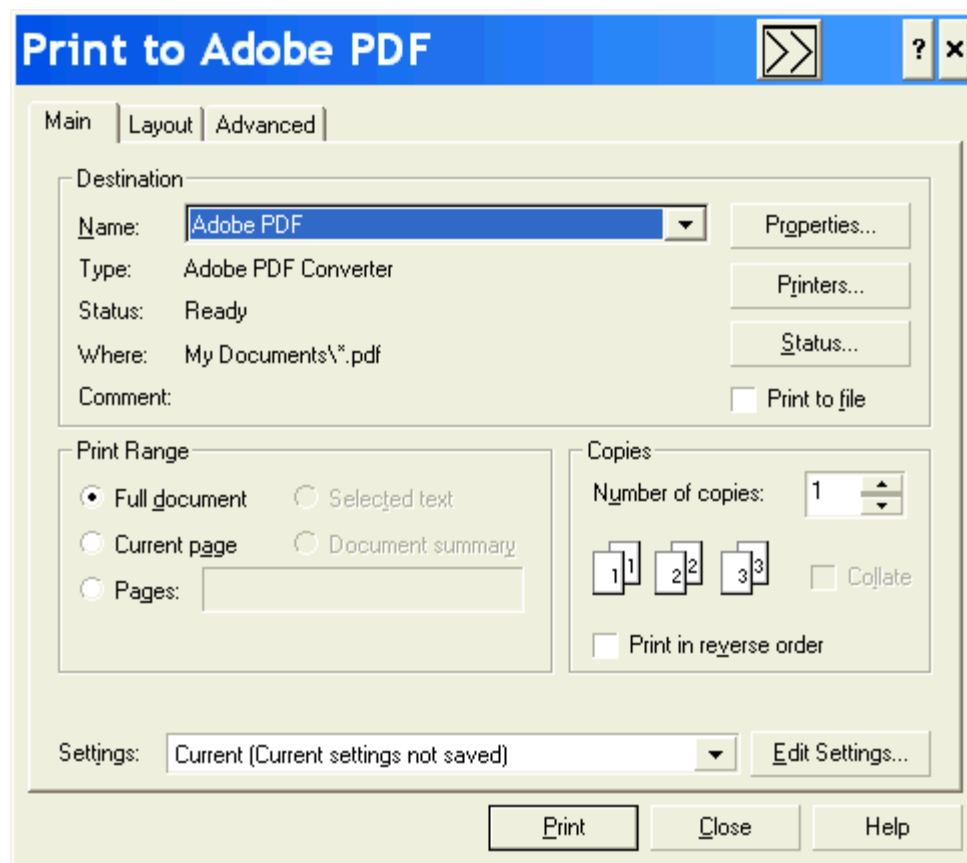 Print to Adobe PDF >> ? ×
Main Layout Advanced
Destination
Name: Adobe PDF Properties...
Type: Adobe PDF Converter
Printers...
Status: Ready
Status...
Where: My Documents\*.pdf
Comment: Print to file
Print Range
Full document Selected text
Current page Document summary
Pages:
Copies
Number of copies: 1
1 1 2 2 3 3 Collate
Print in reverse order
Settings: Current (Current settings not saved) Edit Settings...
Print Close Help